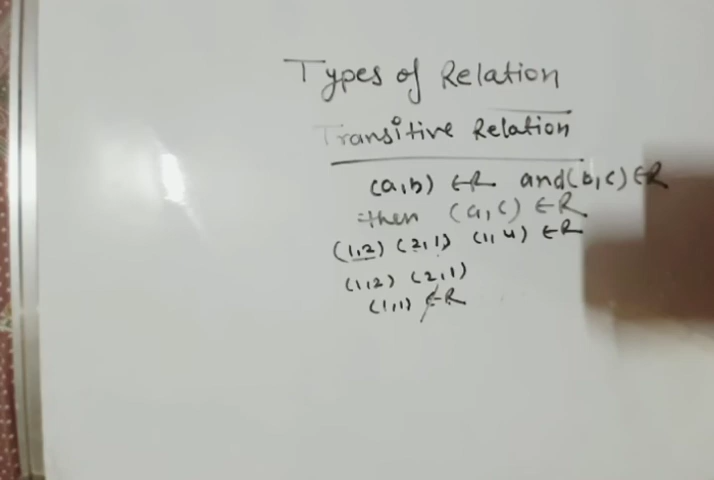 Types of Relation
Transitive Relation
(a,b) ∈R and (b,c) ∈R
then (a,c) ∈R
(1,2) (2,1) (1,4) ∈R
(1,2) (2,1)
(1,1) ∉R